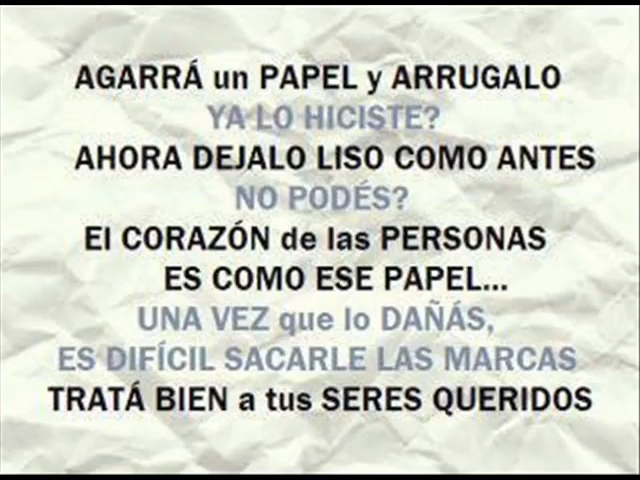 AGARRÁ un PAPEL y ARRUGALO
YA LO HICISTE?
AHORA DEJALO LISO COMO ANTES
NO PODÉS?
El CORAZÓN de las PERSONAS
ES COMO ESE PAPEL...
UNA VEZ que lo DAÑÁS,
ES DIFÍCIL SACARLE LAS MARCAS
TRATÁ BIEN a tus SERES QUERIDOS